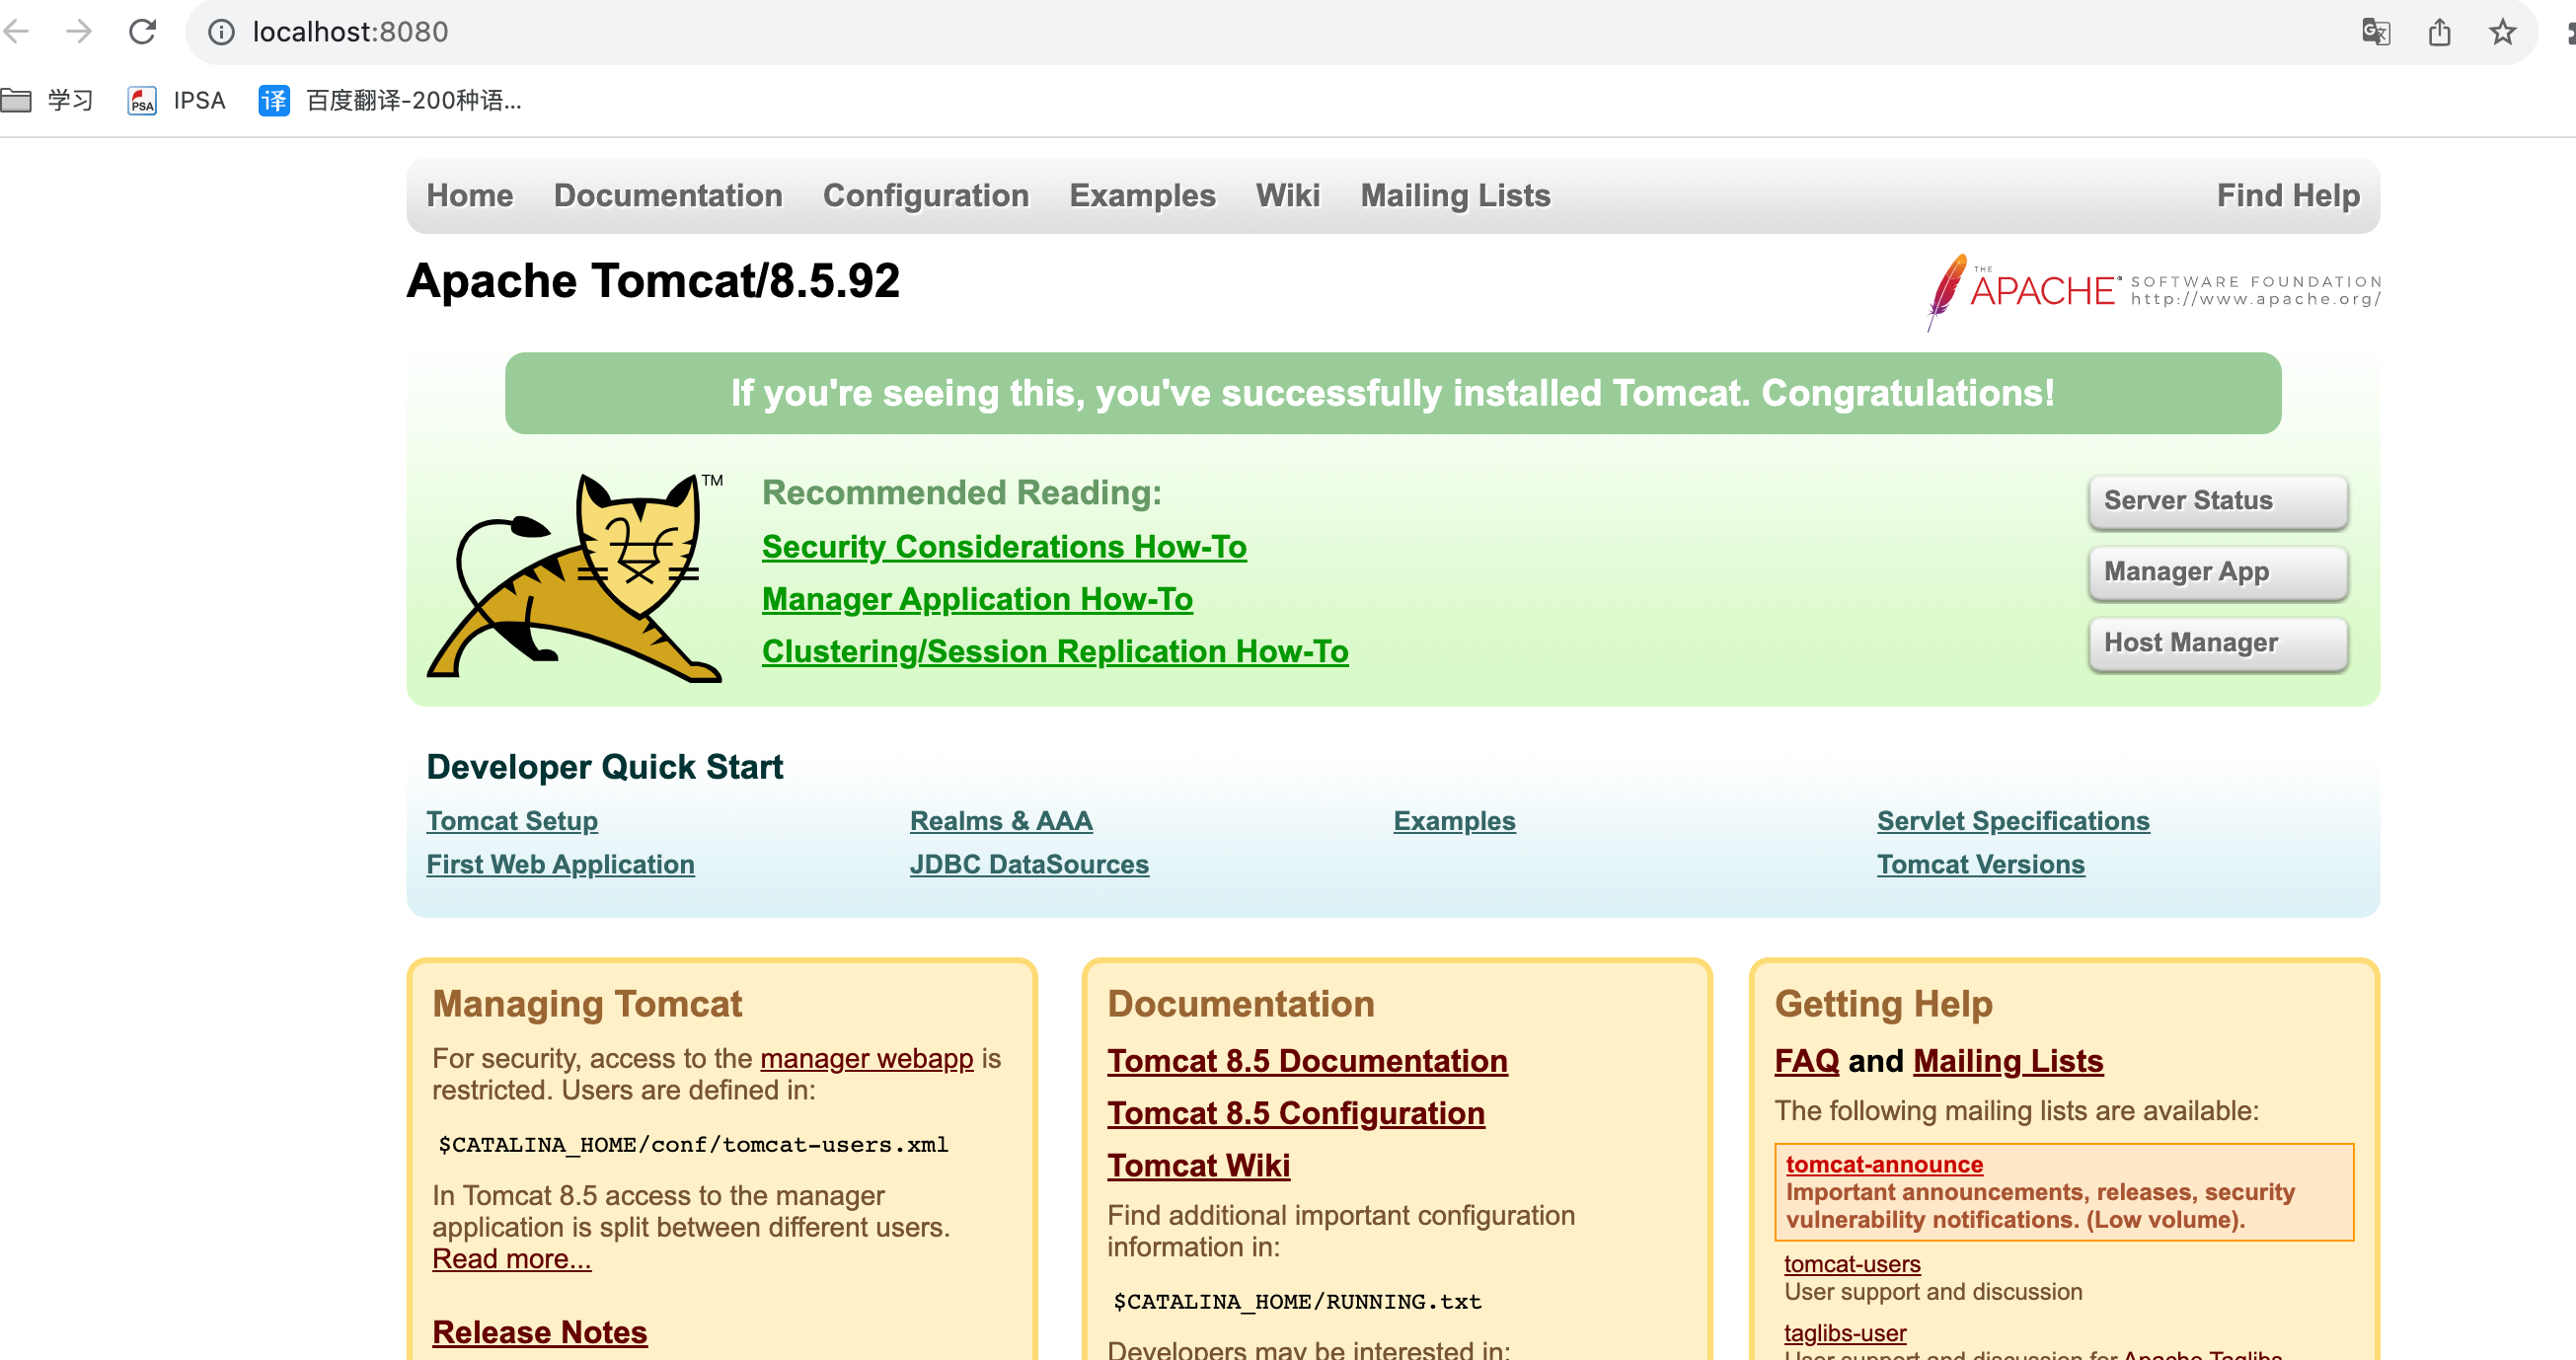 localhost:8080
学习
IPSA
百度翻译-200种语...
Home Documentation Configuration Examples Wiki Mailing Lists Find Help
Apache Tomcat/8.5.92
THE APACHE SOFTWARE FOUNDATION
http://www.apache.org/
If you're seeing this, you've successfully installed Tomcat. Congratulations!
TM
Recommended Reading:
Security Considerations How-To
Manager Application How-To
Clustering/Session Replication How-To
Server Status
Manager App
Host Manager
Developer Quick Start
Tomcat Setup
First Web Application
Realms & AAA
JDBC DataSources
Examples
Servlet Specifications
Tomcat Versions
Managing Tomcat
For security, access to the manager webapp is
restricted. Users are defined in:
$CATALINA_HOME/conf/tomcat-users.xml
In Tomcat 8.5 access to the manager
application is split between different users.
Read more...
Release Notes
Documentation
Tomcat 8.5 Documentation
Tomcat 8.5 Configuration
Tomcat Wiki
Find additional important configuration
information in:
$CATALINA_HOME/RUNNING.txt
Developers may be interested in:
Getting Help
FAQ and Mailing Lists
The following mailing lists are available:
tomcat-announce
Important announcements, releases, security
vulnerability notifications. (Low volume).
tomcat-users
User support and discussion
taglibs-user
User support and discussion for Apache Taglibs